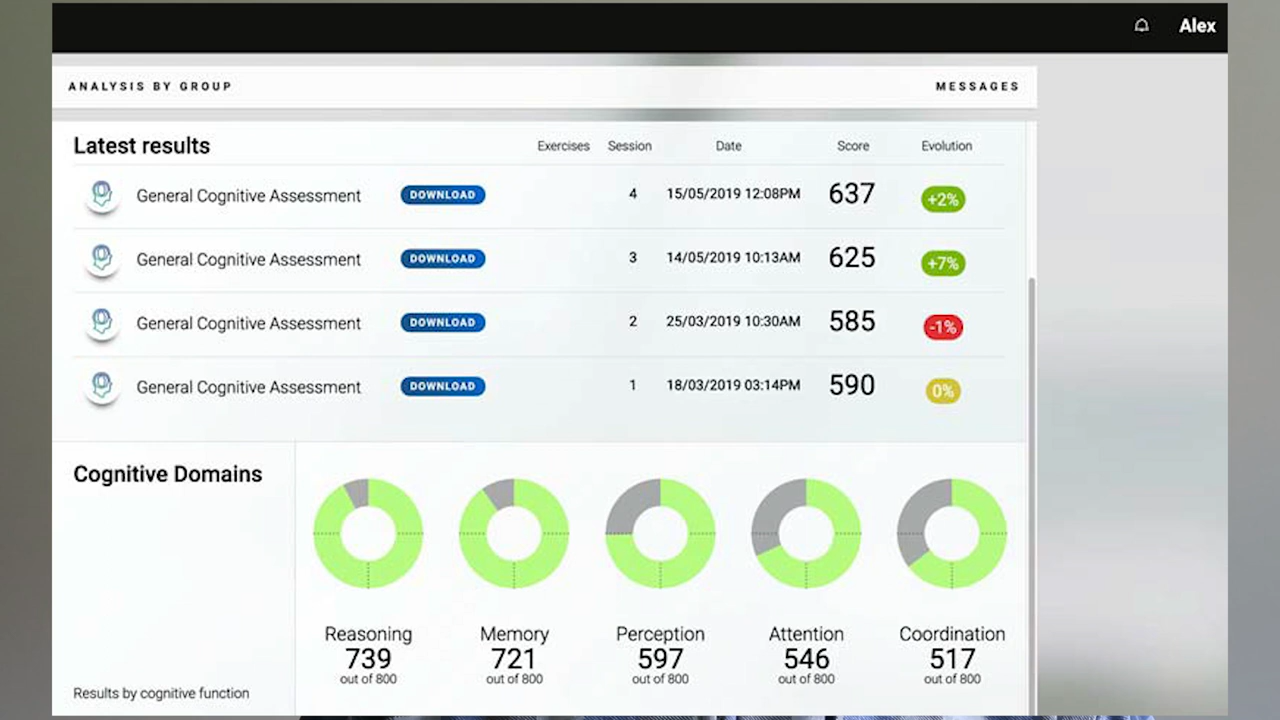 Alex
ANALYSIS BY GROUP MESSAGES
Latest results Exercises Session Date Score Evolution
General Cognitive Assessment DOWNLOAD 4 15/05/2019 12:08PM 637 +2%
General Cognitive Assessment DOWNLOAD 3 14/05/2019 10:13AM 625 +7%
General Cognitive Assessment DOWNLOAD 2 25/03/2019 10:30AM 585 -1%
General Cognitive Assessment DOWNLOAD 1 18/03/2019 03:14PM 590 0%
Cognitive Domains
Reasoning Memory Perception Attention Coordination
739 721 597 546 517
out of 800 out of 800 out of 800 out of 800 out of 800
Results by cognitive function